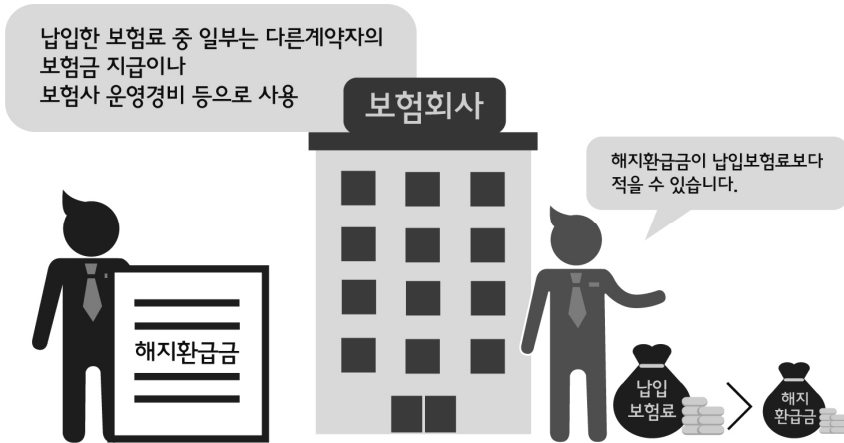 납입한 보험료 중 일부는 다른계약자의
보험금 지급이나
보험사 운영경비 등으로 사용
보험회사
해지환급금이 납입보험료보다
적을 수 있습니다.
해지환급금
납입
보험료
>
해지
환급금